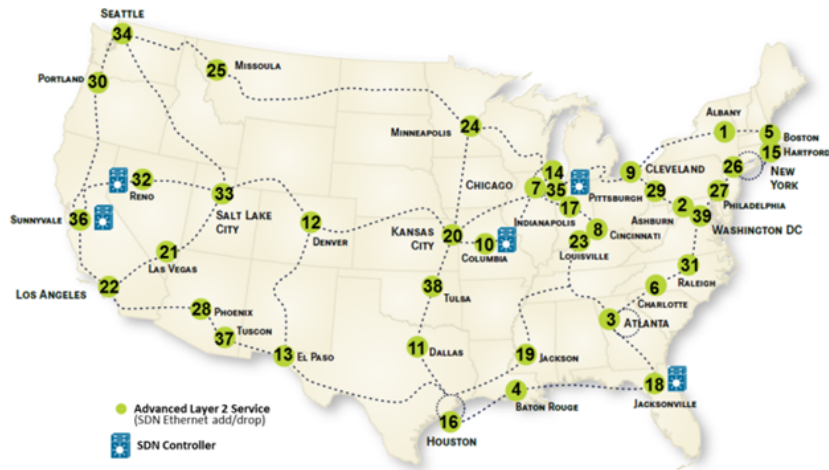 SEATTLE
34
PORTLAND
30
25
MISSOULA
MINNEAPOLIS
24
ALBANY
1
5
BOSTON
15
HARTFORD
26
NEW
YORK
14
9
CLEVELAND
CHICAGO
7
35
PITTSBURGH
29
27
PHILADELPHIA
32
RENO
33
SALT LAKE
CITY
17
INDIANAPOLIS
ASHBURN
2
39
WASHINGTON DC
SUNNYVALE
36
12
DENVER
KANSAS
CITY
20
10
COLUMBIA
8
CINCINNATI
23
LOUISVILLE
21
LAS VEGAS
31
RALEIGH
LOS ANGELES
22
38
TULSA
6
CHARLOTTE
28
PHOENIX
3
ATLANTA
37
TUSCON
13
EL PASO
11
DALLAS
19
JACKSON
4
BATON ROUGE
18
JACKSONVILLE
16
HOUSTON
Advanced Layer 2 Service
(SDN Ethernet add/drop)
SDN Controller